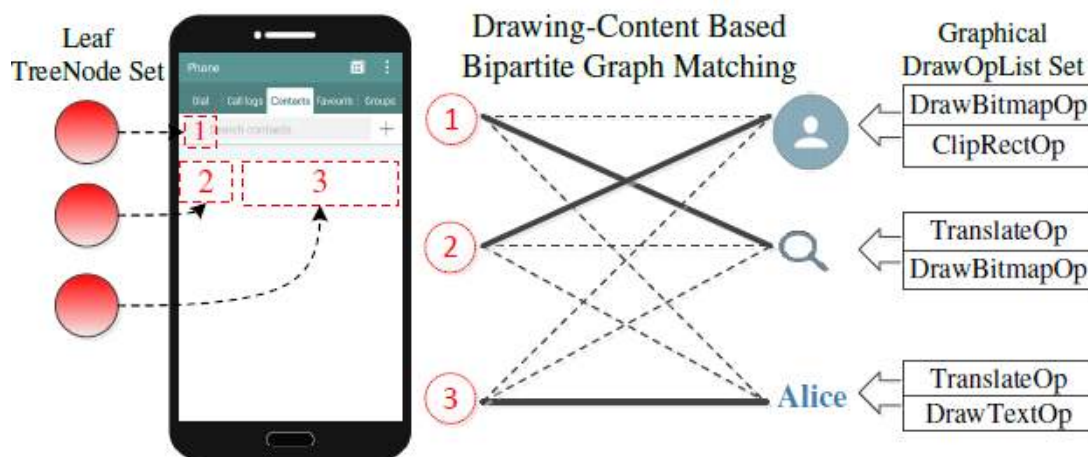 Leaf
TreeNode Set
Phone
Dial Call logs Contacts Favourits Groups
1 Search contacts +
2 3
Drawing-Content Based
Bipartite Graph Matching
1
2
3
Alice
Graphical
DrawOpList Set
DrawBitmapOp
ClipRectOp
TranslateOp
DrawBitmapOp
TranslateOp
DrawTextOp